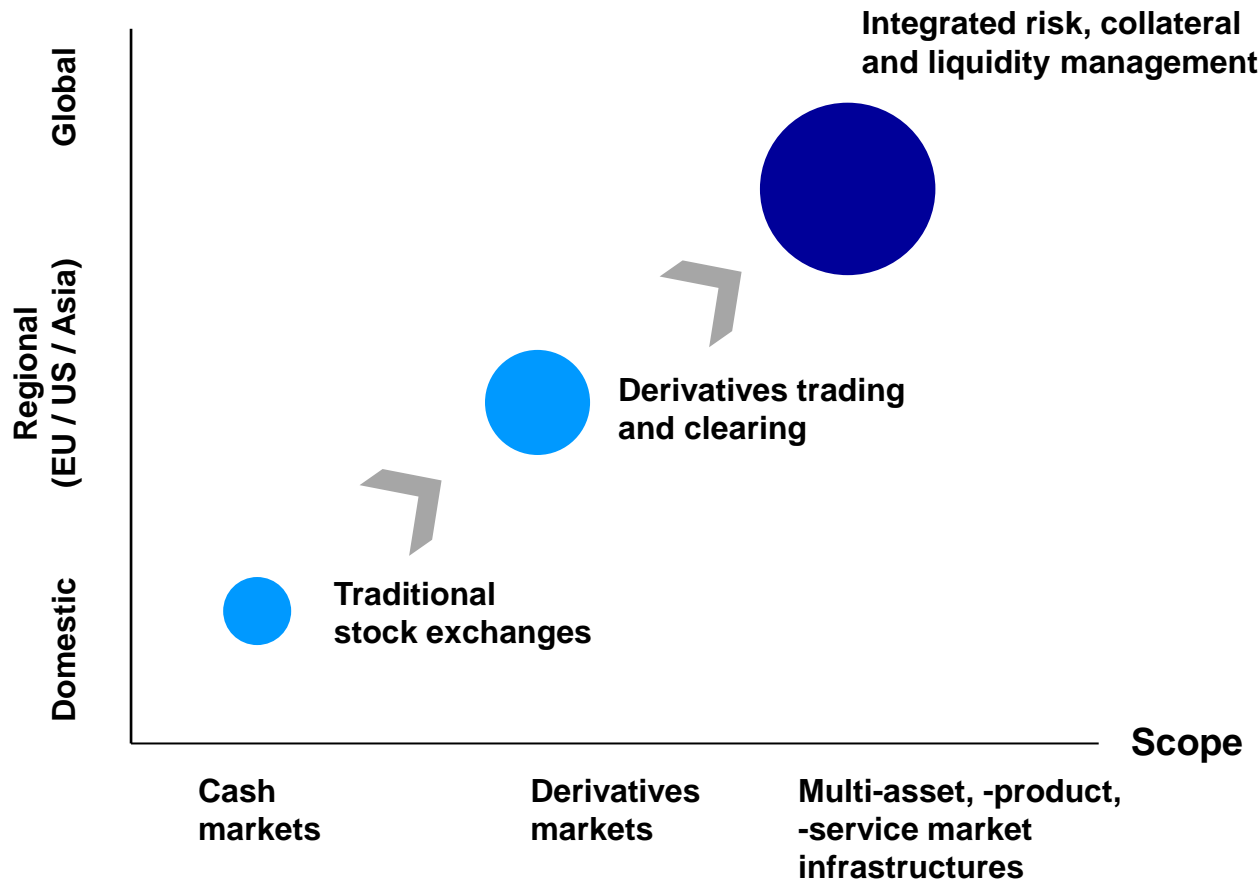 Integrated risk, collateral
and liquidity management
Global
Regional
(EU / US / Asia)
Derivatives trading
and clearing
Domestic
Traditional
stock exchanges
Scope
Cash
markets
Derivatives
markets
Multi-asset, -product,
-service market
infrastructures